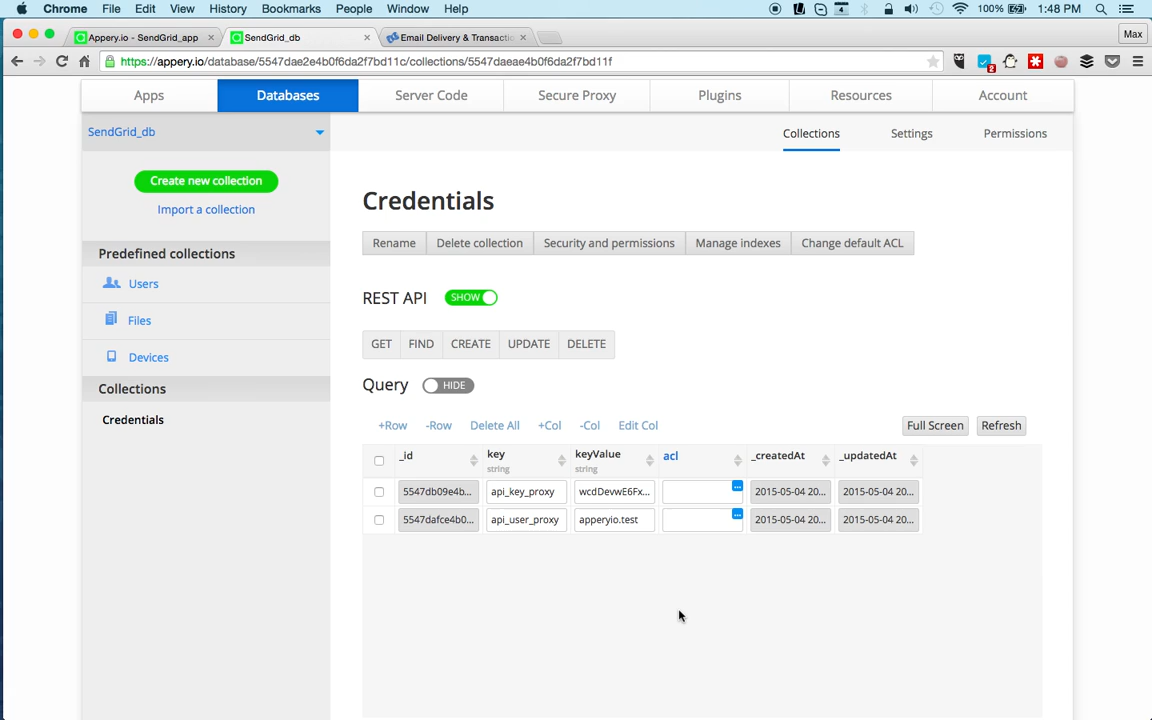 Chrome File Edit View History Bookmarks People Window Help 4 100% 1:48 PM
Appery.io - SendGrid_app × SendGrid_db × Email Delivery & Transactio × Max
https://appery.io/database/5547dae2e4b0f6da2f7bd11c/collections/5547daeae4b0f6da2f7bd11f 2
Apps Databases Server Code Secure Proxy Plugins Resources Account
SendGrid_db
Collections Settings Permissions
Create new collection
Import a collection
Predefined collections
Users
Files
Devices
Collections
Credentials
Credentials
Rename Delete collection Security and permissions Manage indexes Change default ACL
REST API SHOW
GET FIND CREATE UPDATE DELETE
Query HIDE
+Row -Row Delete All +Col -Col Edit Col Full Screen Refresh
_id key keyValue acl _createdAt _updatedAt
string string
5547db09e4b... api_key_proxy wcdDevwE6Fx... ... 2015-05-04 20... 2015-05-04 20...
5547dafce4b0... api_user_proxy apperyio.test ... 2015-05-04 20... 2015-05-04 20...